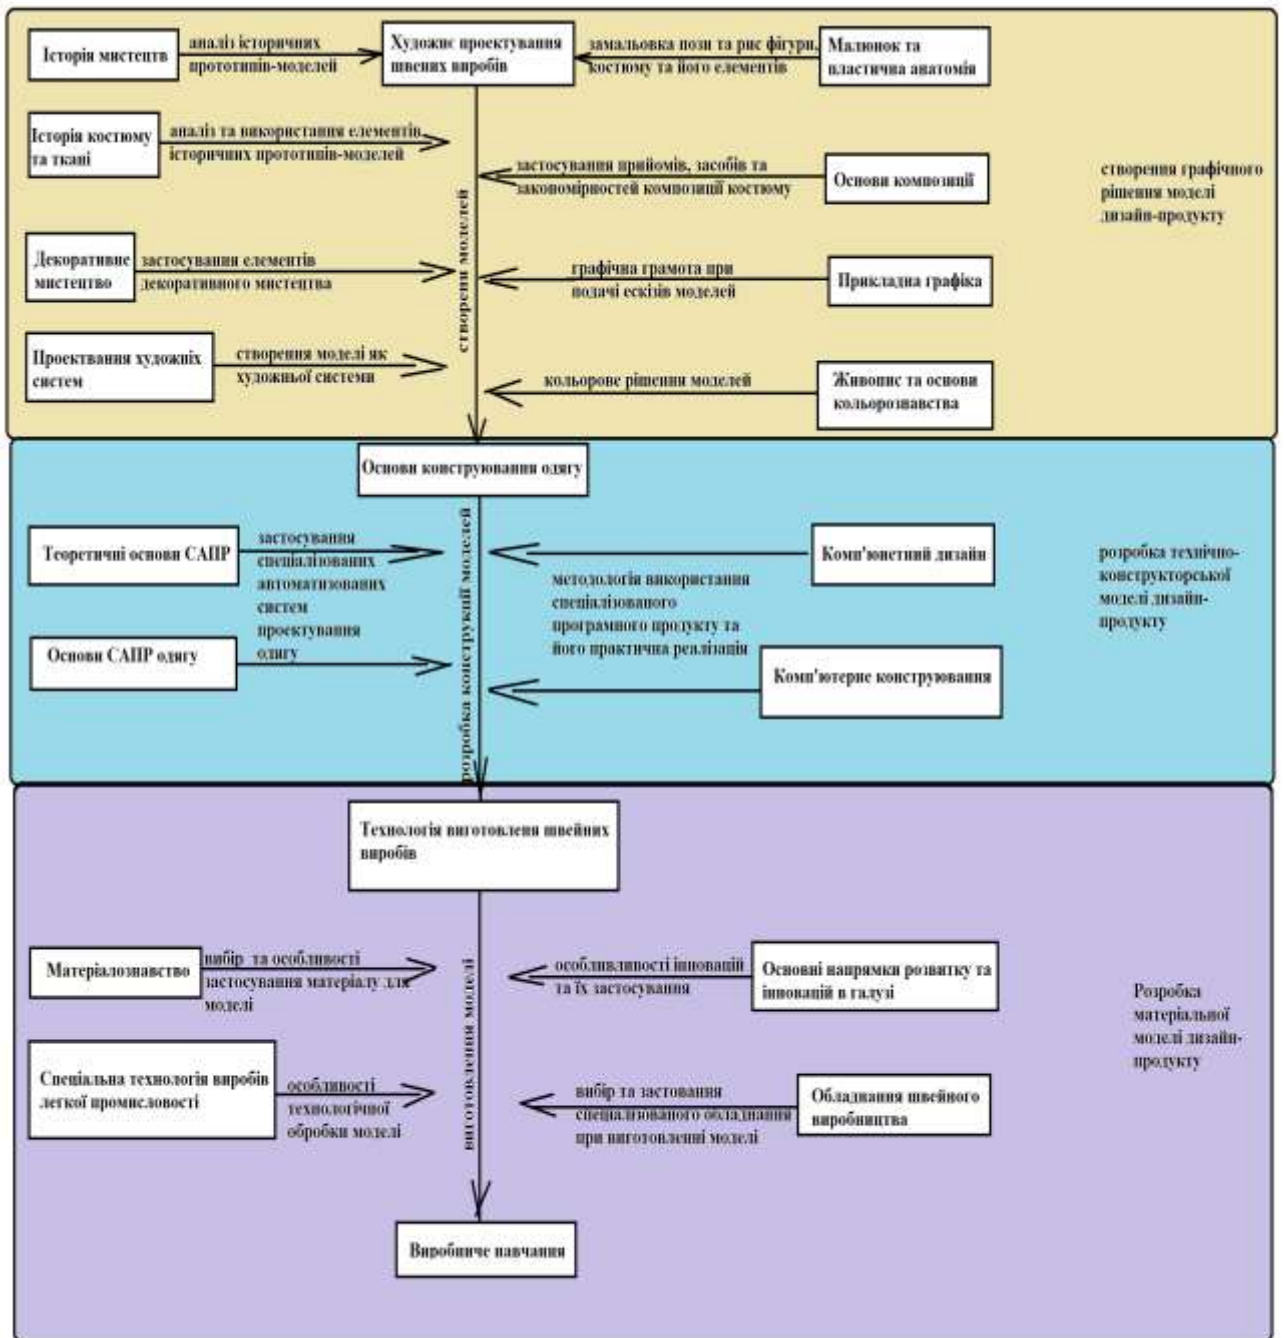 Історія мистецтв
аналіз історичних
прототипів-моделей
Художнє проектування
швених виробів
замальовка пози та рис фігури,
костюму та його елементів
Малюнок та
пластична анатомія
Історія костюму
та ткані
аналіз та використання елементів
історичних прототипів-моделей
застосування прийомів, засобів та
закономірностей композиції костюму
Основи композиції
створення графічного
рішення моделі
дизайн-продукту
Декоративне
мистецтво
застосування елементів
декоративного мистецтва
створени моделей
графічна грамота при
подачі ескізів моделей
Прикладна графіка
Проектвання художніх
систем
створення моделі як
художньої системи
кольорове рішення моделей
Живопис та основи
кольорознавства
Основи конструювання одягу
Теоретичні основи САПР
застосування
спеціалізованих
автоматизованих
систем
проектування
одягу
Основи САПР одягу
розробка конструкції моделей
методологія використання
спеціалізованого
програмного продукту та
його практична реалізація
Комп'юнетний дизайн
Комп'ютерне конструювання
розробка технічно-
конструкторської
моделі дизайн-
продукту
Технологія виготовленя швейних
виробів
Матеріалознавство
вибір та особливості
застосування матеріалу для
моделі
виготовлення моделі
особливливості інновацій
та їх застосування
Основні напрямки розвитку та
інновацій в галузі
Розробка
матеріальної
моделі дизайн-
продукту
Спеціальна технологія виробів
легкої промисловості
особливості
технологічної
обробки моделі
вибір та застовання
спеціалізованого обладнання
при виготовленні моделі
Обладнання швейного
виробництва
Виробниче навчання